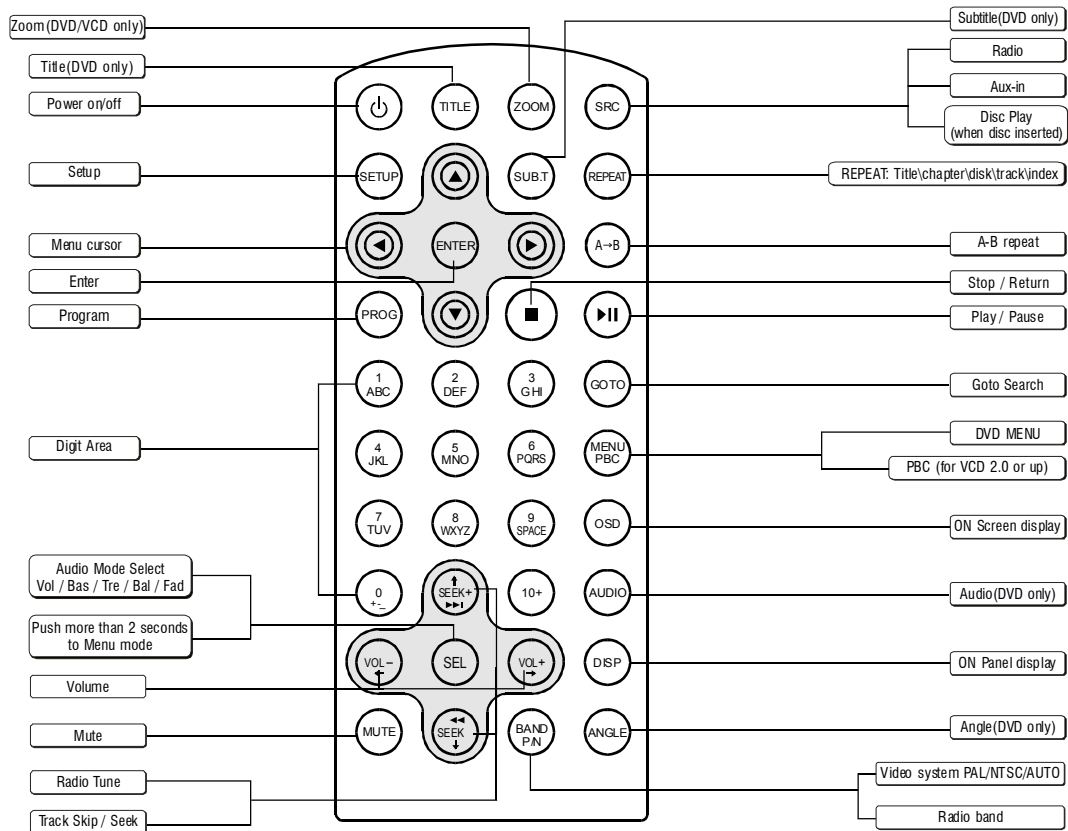 Zoom(DVD/VCD only)
Title(DVD only)
Power on/off
Setup
Menu cursor
Enter
Program
Digit Area
Audio Mode Select
Vol / Bas / Tre / Bal / Fad
Push more than 2 seconds
to Menu mode
Volume
Mute
Radio Tune
Track Skip / Seek
TITLE
ZOOM
SRC
SETUP
SUB.T
REPEAT
ENTER
A→B
PROG
1
ABC
2
DEF
3
GHI
GOTO
4
JKL
5
MNO
6
PQRS
MENU
PBC
7
TUV
8
WXYZ
9
SPACE
OSD
0
+-_
SEEK+
10+
AUDIO
VOL-
SEL
VOL+
DISP
MUTE
SEEK
BAND
P/N
ANGLE
Subtitle(DVD only)
Radio
Aux-in
Disc Play
(when disc inserted)
REPEAT: Title\chapter\disk\track\index
A-B repeat
Stop / Return
Play / Pause
Goto Search
DVD MENU
PBC (for VCD 2.0 or up)
ON Screen display
Audio(DVD only)
ON Panel display
Angle(DVD only)
Video system PAL/NTSC/AUTO
Radio band